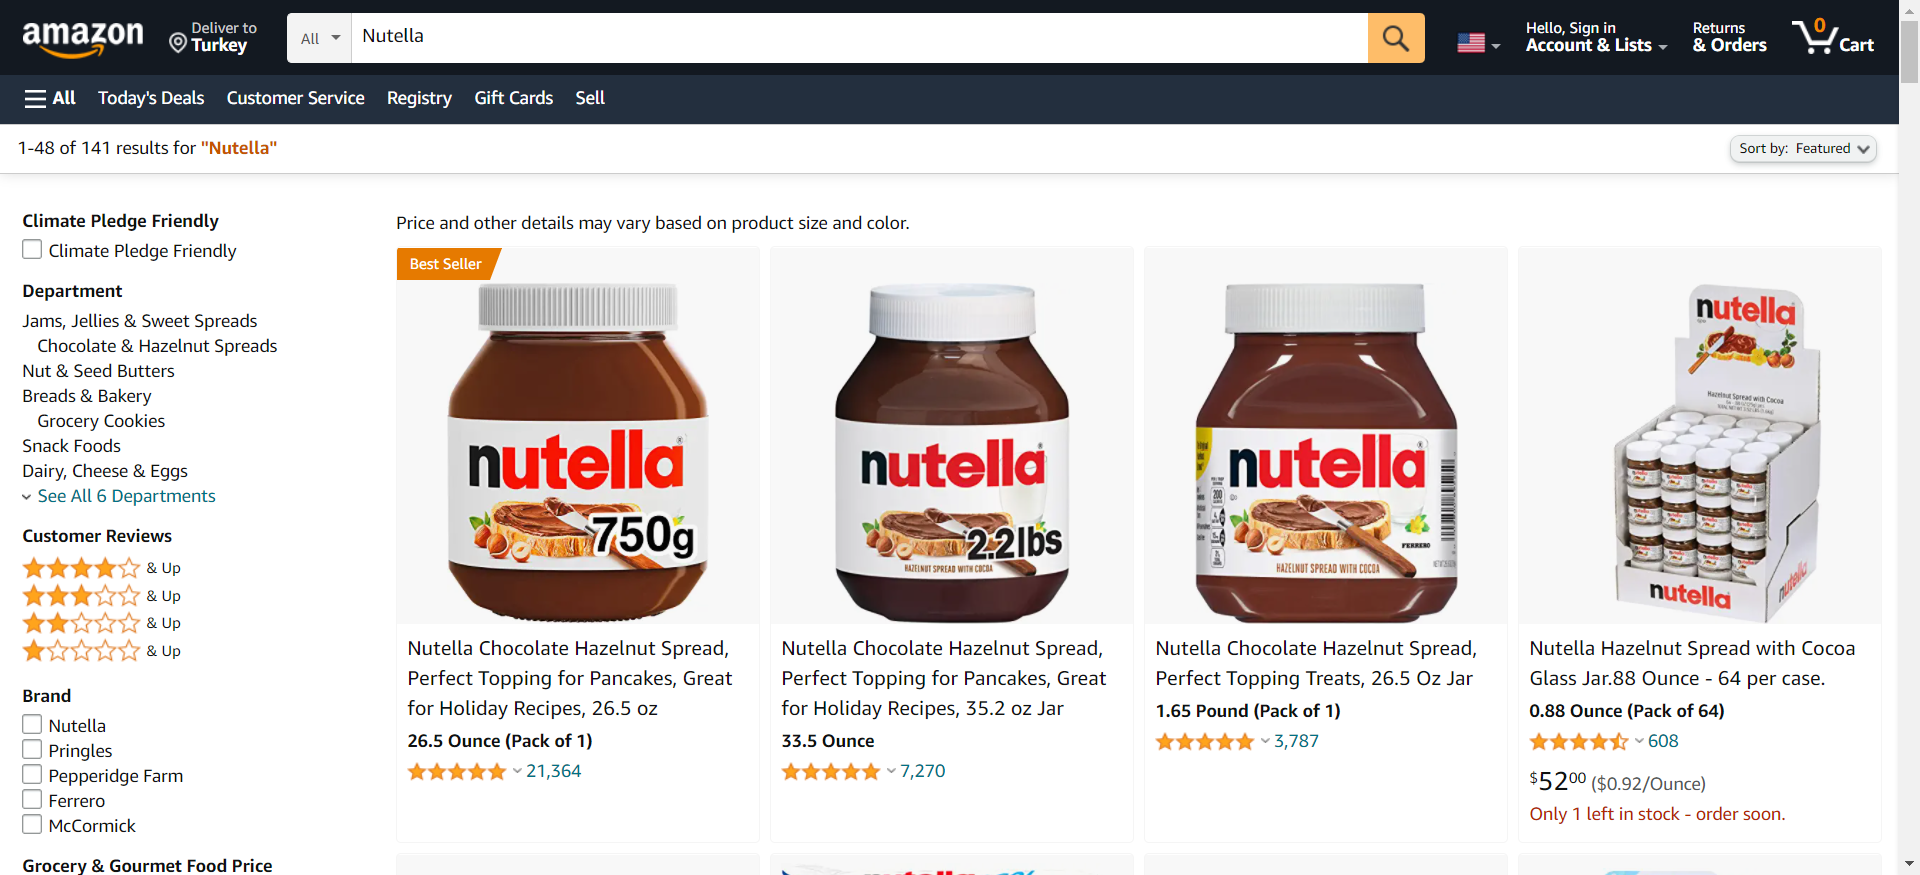 amazon
Deliver to
Turkey
All
Nutella
Hello, Sign in
Account & Lists
Returns
& Orders
0
Cart
All
Today's Deals
Customer Service
Registry
Gift Cards
Sell
1-48 of 141 results for "Nutella"
Sort by: Featured
Climate Pledge Friendly
Climate Pledge Friendly
Department
Jams, Jellies & Sweet Spreads
Chocolate & Hazelnut Spreads
Nut & Seed Butters
Breads & Bakery
Grocery Cookies
Snack Foods
Dairy, Cheese & Eggs
See All 6 Departments
Customer Reviews
& Up
& Up
& Up
& Up
Brand
Nutella
Pringles
Pepperidge Farm
Ferrero
McCormick
Grocery & Gourmet Food Price
Price and other details may vary based on product size and color.
Best Seller
nutella
750g
Nutella Chocolate Hazelnut Spread,
Perfect Topping for Pancakes, Great
for Holiday Recipes, 26.5 oz
26.5 Ounce (Pack of 1)
21,364
nutella
2.2lbs
HAZELNUT SPREAD WITH COCOA
Nutella Chocolate Hazelnut Spread,
Perfect Topping for Pancakes, Great
for Holiday Recipes, 35.2 oz Jar
33.5 Ounce
7,270
nutella
200
FERRERO
HAZELNUT SPREAD WITH COCOA
Nutella Chocolate Hazelnut Spread,
Perfect Topping Treats, 26.5 Oz Jar
1.65 Pound (Pack of 1)
3,787
nutella
Hazelnut Spread with Cocoa
nutella
nutella
Nutella Hazelnut Spread with Cocoa
Glass Jar.88 Ounce - 64 per case.
0.88 Ounce (Pack of 64)
608
$5200 ($0.92/Ounce)
Only 1 left in stock - order soon.